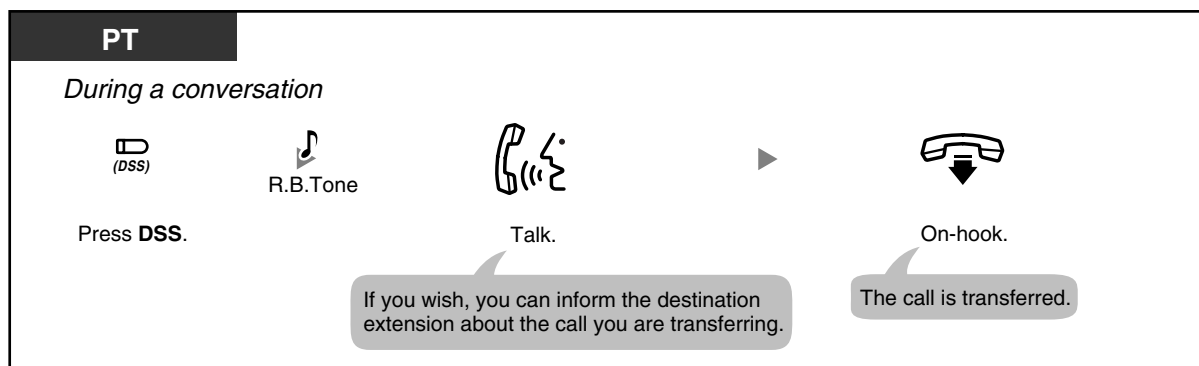 PT
During a conversation
(DSS)
R.B.Tone
Press DSS.
Talk.
On-hook.
If you wish, you can inform the destination
extension about the call you are transferring.
The call is transferred.